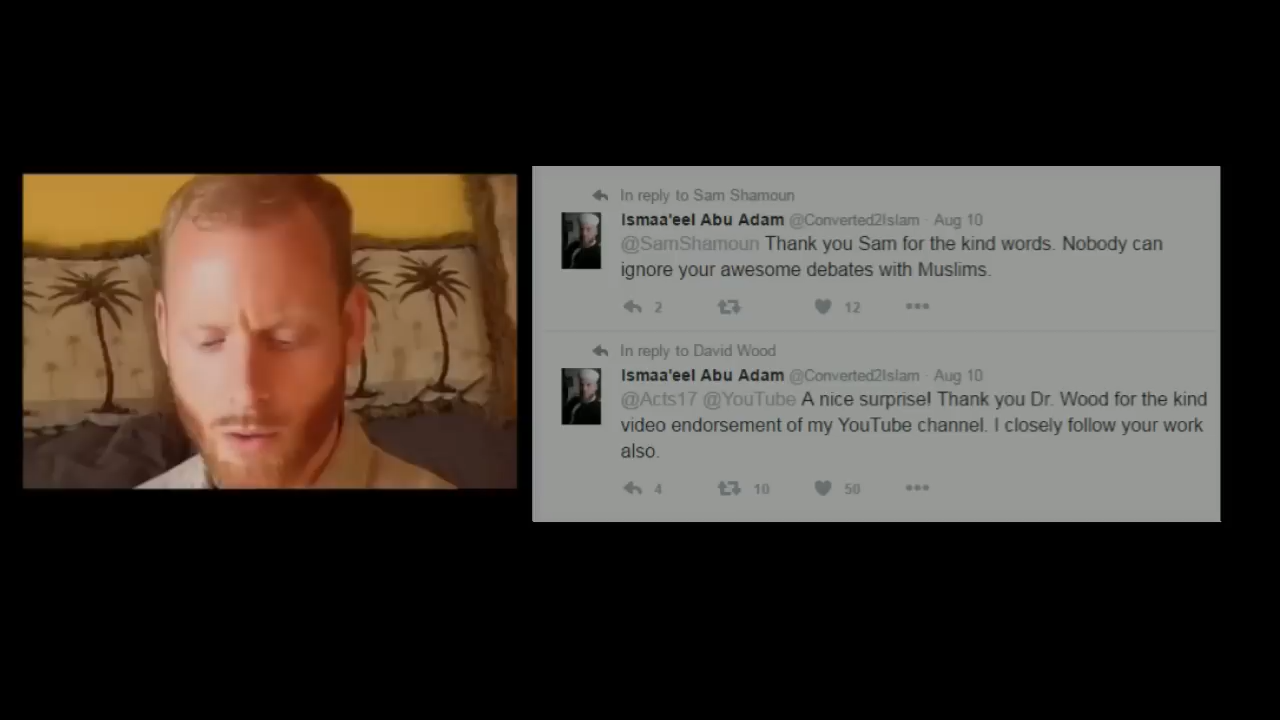 In reply to Sam Shamoun
Ismaa'eel Abu Adam @Converted2Islam · Aug 10
@SamShamoun Thank you Sam for the kind words. Nobody can
ignore your awesome debates with Muslims.
2 12 •••
In reply to David Wood
Ismaa'eel Abu Adam @Converted2Islam · Aug 10
@Acts17 @YouTube A nice surprise! Thank you Dr. Wood for the kind
video endorsement of my YouTube channel. I closely follow your work
also.
4 10 50 •••